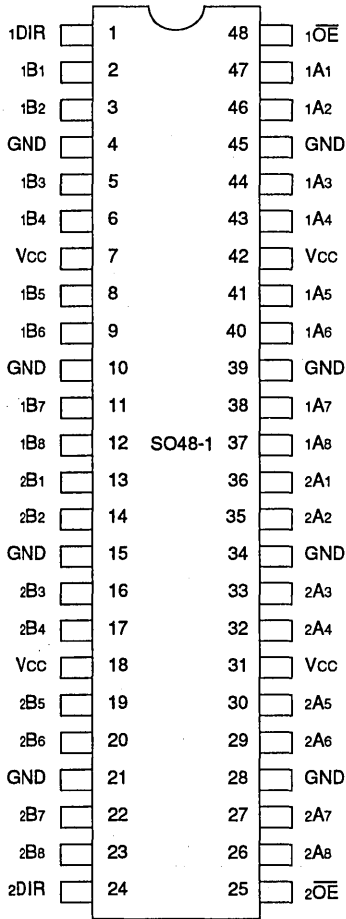 1DIR 1 48 1O̅E̅
1B1 2 47 1A1
1B2 3 46 1A2
GND 4 45 GND
1B3 5 44 1A3
1B4 6 43 1A4
Vcc 7 42 Vcc
1B5 8 41 1A5
1B6 9 40 1A6
GND 10 39 GND
1B7 11 38 1A7
1B8 12 SO48-1 37 1A8
2B1 13 36 2A1
2B2 14 35 2A2
GND 15 34 GND
2B3 16 33 2A3
2B4 17 32 2A4
Vcc 18 31 Vcc
2B5 19 30 2A5
2B6 20 29 2A6
GND 21 28 GND
2B7 22 27 2A7
2B8 23 26 2A8
2DIR 24 25 2O̅E̅